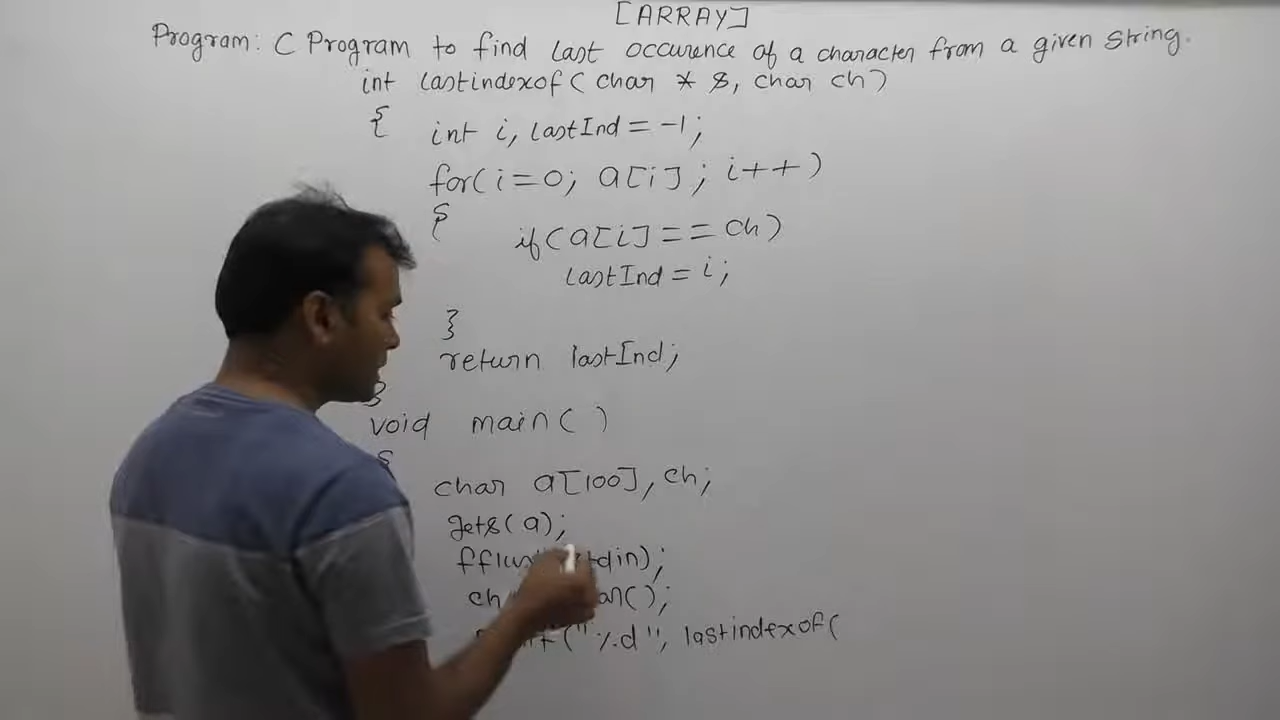 [ARRAY]
Program: C Program to find last occurence of a character from a given string.
int lastindexof( char * s, char ch)
{
int i, lastInd = -1;
for( i = 0; a[i] ; i++ )
{
if( a[i] == ch)
lastInd = i;
}
return lastInd;
}
void main( )
{
char a[100], ch;
gets(a);
ch
("%d", lastindexof(